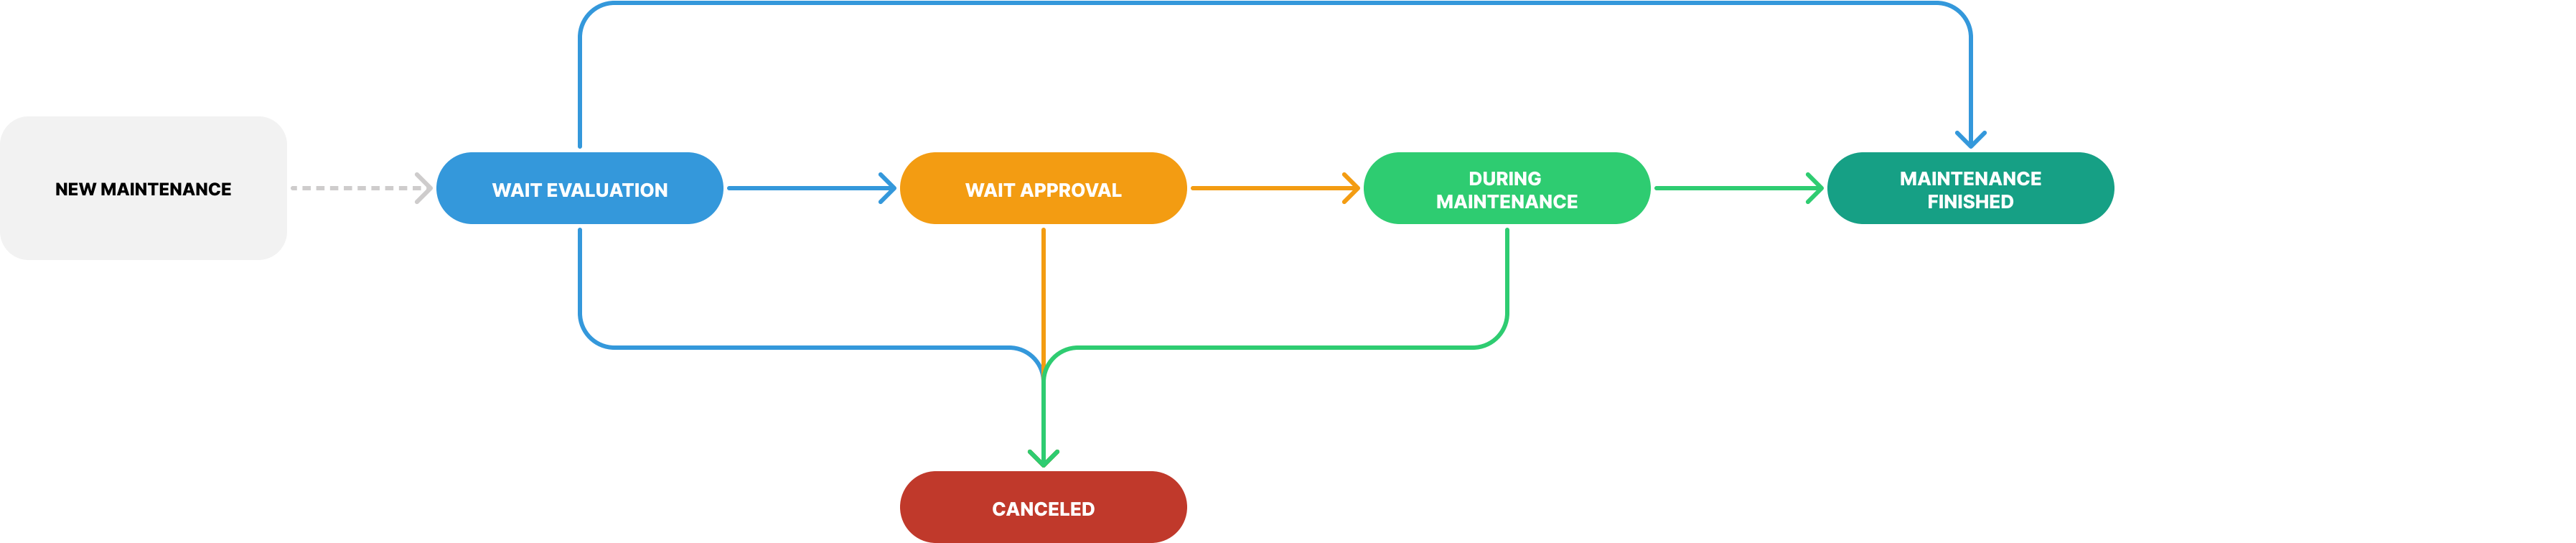 NEW MAINTENANCE
WAIT EVALUATION
WAIT APPROVAL
DURING
MAINTENANCE
MAINTENANCE
FINISHED
CANCELED